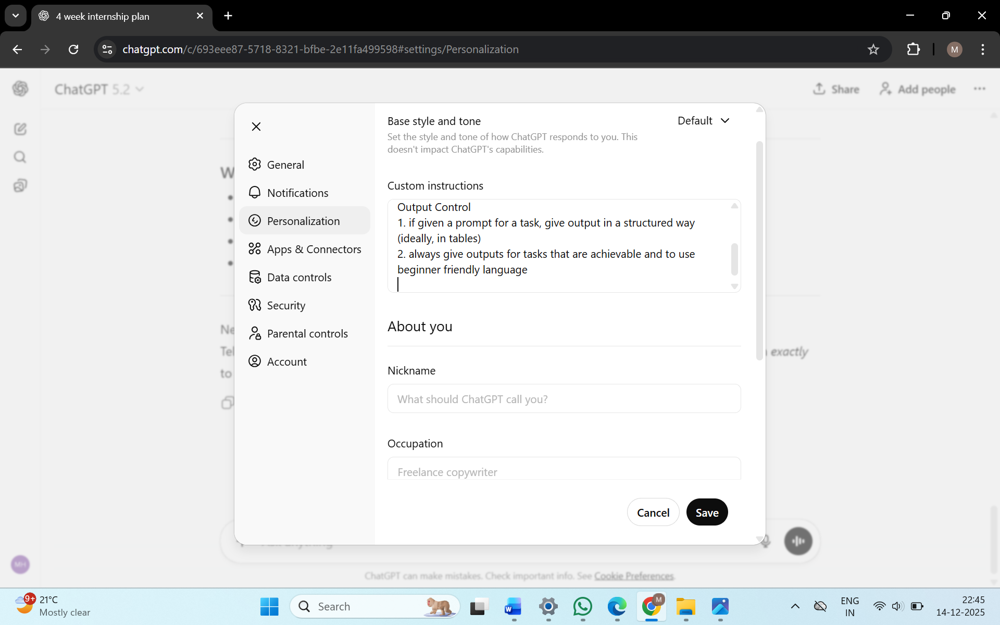 4 week internship plan
chatgpt.com/c/693eee87-5718-8321-bfbe-2e11fa499598#settings/Personalization
M
ChatGPT 5.2
Share
Add people
General
Notifications
Personalization
Apps & Connectors
Data controls
Security
Parental controls
Account
Base style and tone
Default
Set the style and tone of how ChatGPT responds to you. This
doesn't impact ChatGPT's capabilities.
Custom instructions
Output Control
1. if given a prompt for a task, give output in a structured way
(ideally, in tables)
2. always give outputs for tasks that are achievable and to use
beginner friendly language
About you
Nickname
What should ChatGPT call you?
Occupation
Freelance copywriter
Cancel
Save
exactly
to
MH
ChatGPT can make mistakes. Check important info. See Cookie Preferences.
9+
21°C
Mostly clear
Search
M
ENG
IN
22:45
14-12-2025